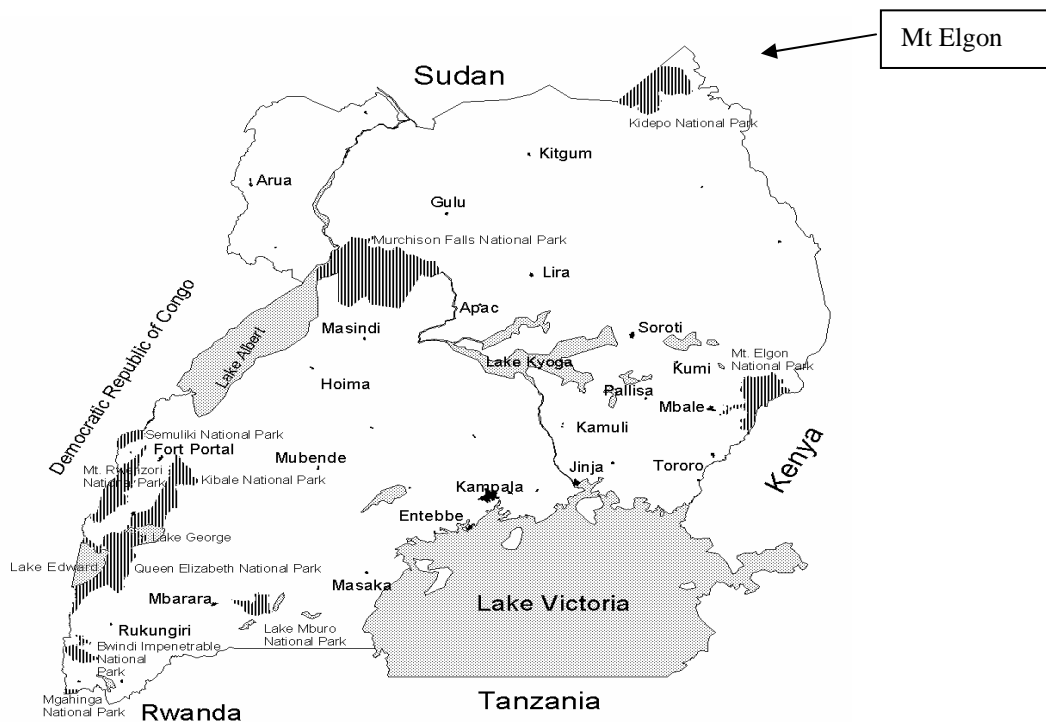 Mt Elgon
Sudan
Kidepo National Park
Kitgum
Arua
Gulu
Murchison Falls National Park
Lira
Democratic Republic of Congo
Apac
Masindi
Soroti
Lake Albert
Lake Kyoga
Kumi
Mt. Elgon
National Park
Hoima
Pallisa
Mbale
Semuliki National Park
Kamuli
Fort Portal
Kenya
Mubende
Mt. Rwenzori
National Park
Kibale National Park
Jinja
Tororo
Kampala
Entebbe
Lake George
Lake Edward
Queen Elizabeth National Park
Masaka
Mbarara
Lake Victoria
Rukungiri
Lake Mburo
National Park
Bwindi Impenetrable
National
Park
Mgahinga
National Park
Rwanda
Tanzania